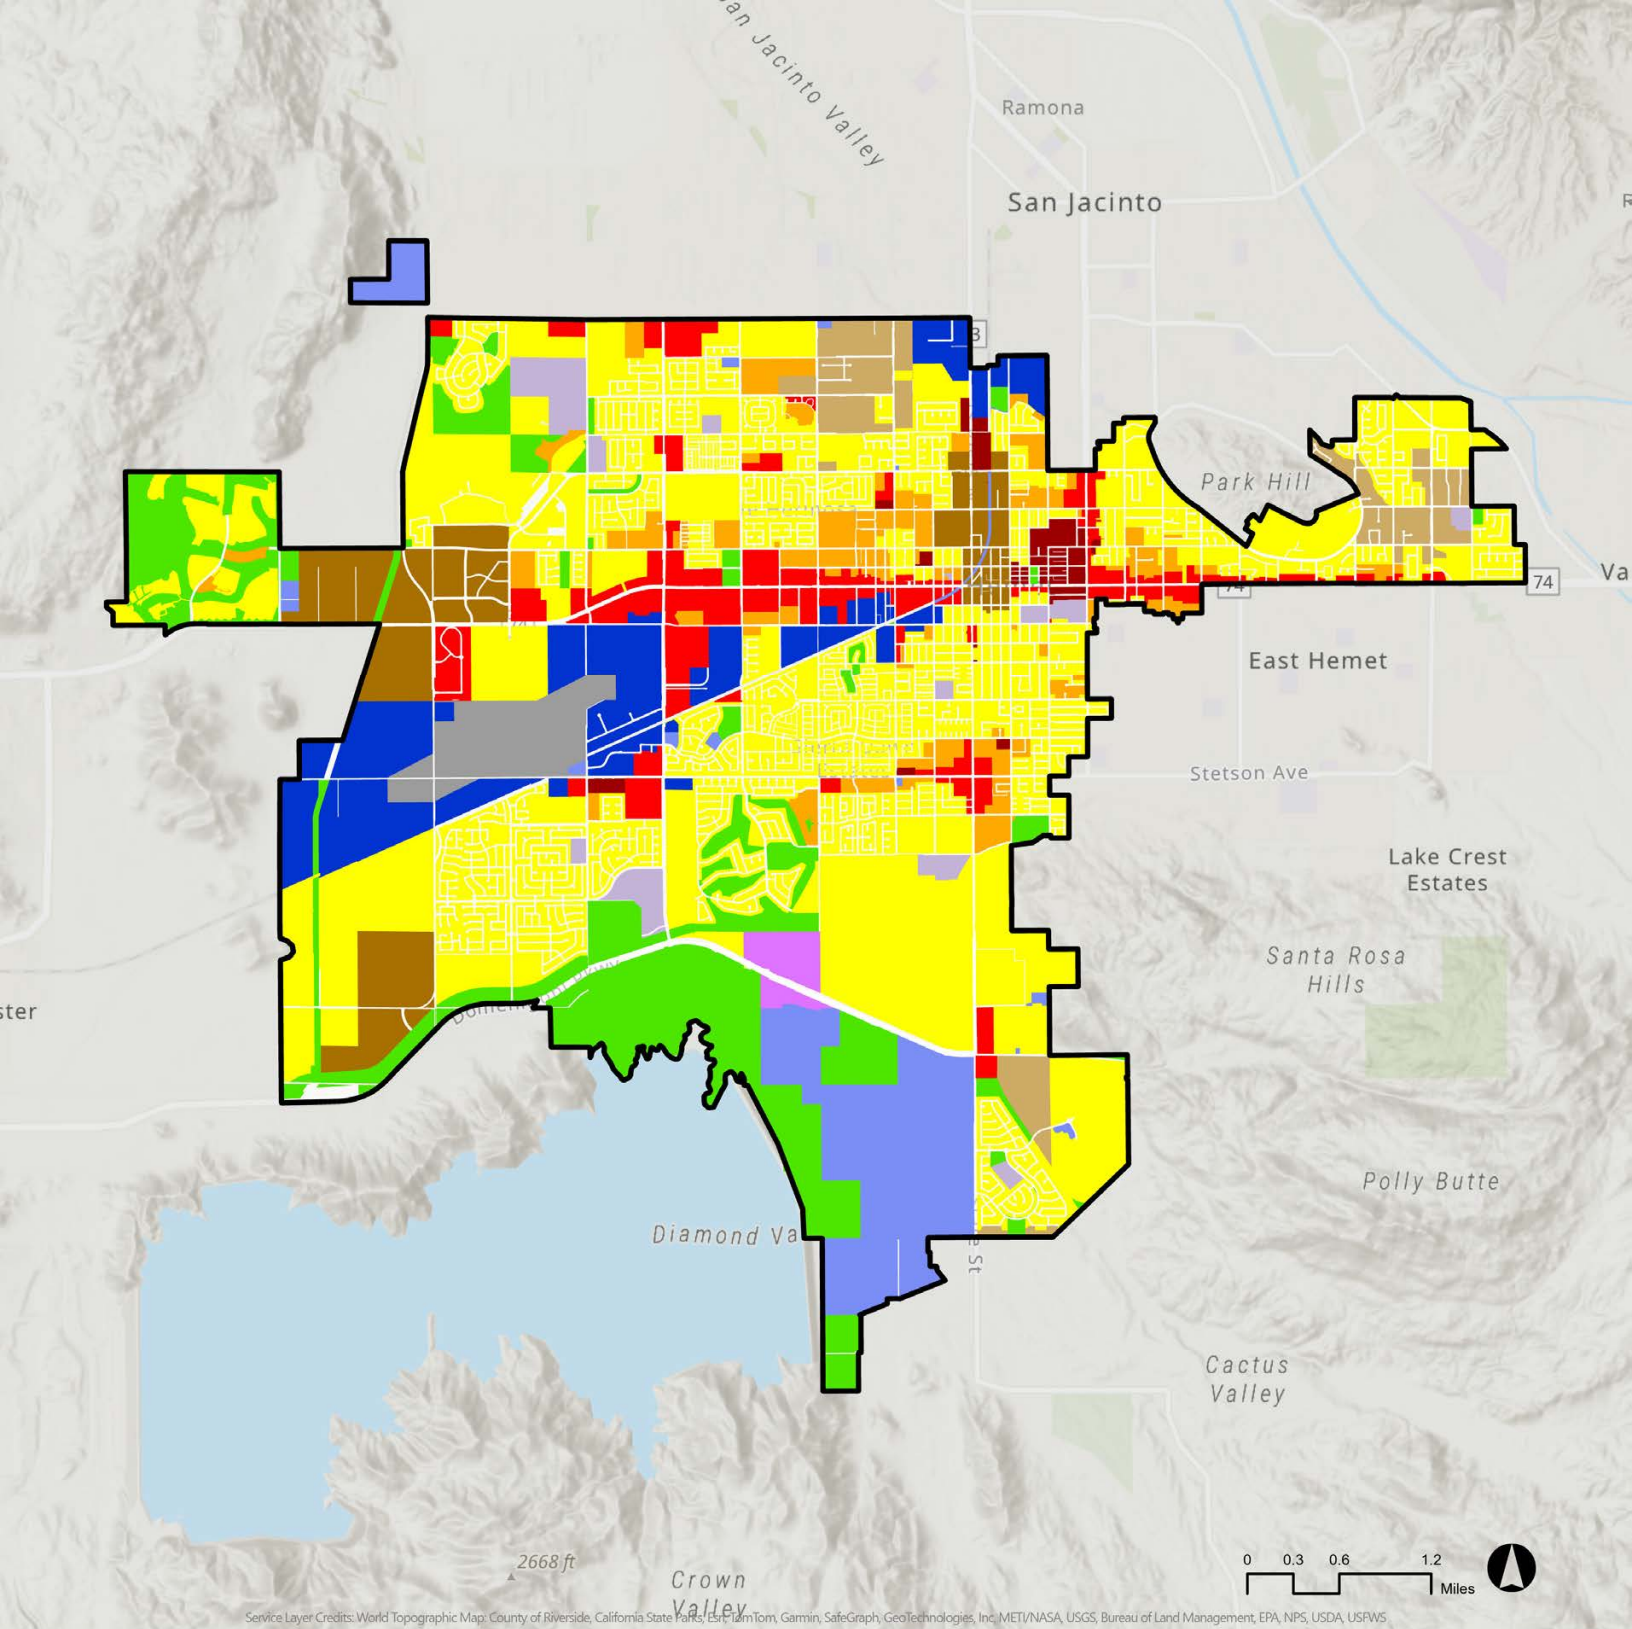 San Jacinto Valley
Ramona
San Jacinto
Park Hill
74
74
Va
East Hemet
Stetson Ave
Lake Crest
Estates
Santa Rosa
Hills
ster
Polly Butte
Diamond Va
St
Cactus
Valley
2668 ft
Crown
Valley
0 0.3 0.6 1.2
Miles
Service Layer Credits: World Topographic Map: County of Riverside, California State Parks, Esri, TomTom, Garmin, SafeGraph, GeoTechnologies, Inc, METI/NASA, USGS, Bureau of Land Management, EPA, NPS, USDA, USFWS